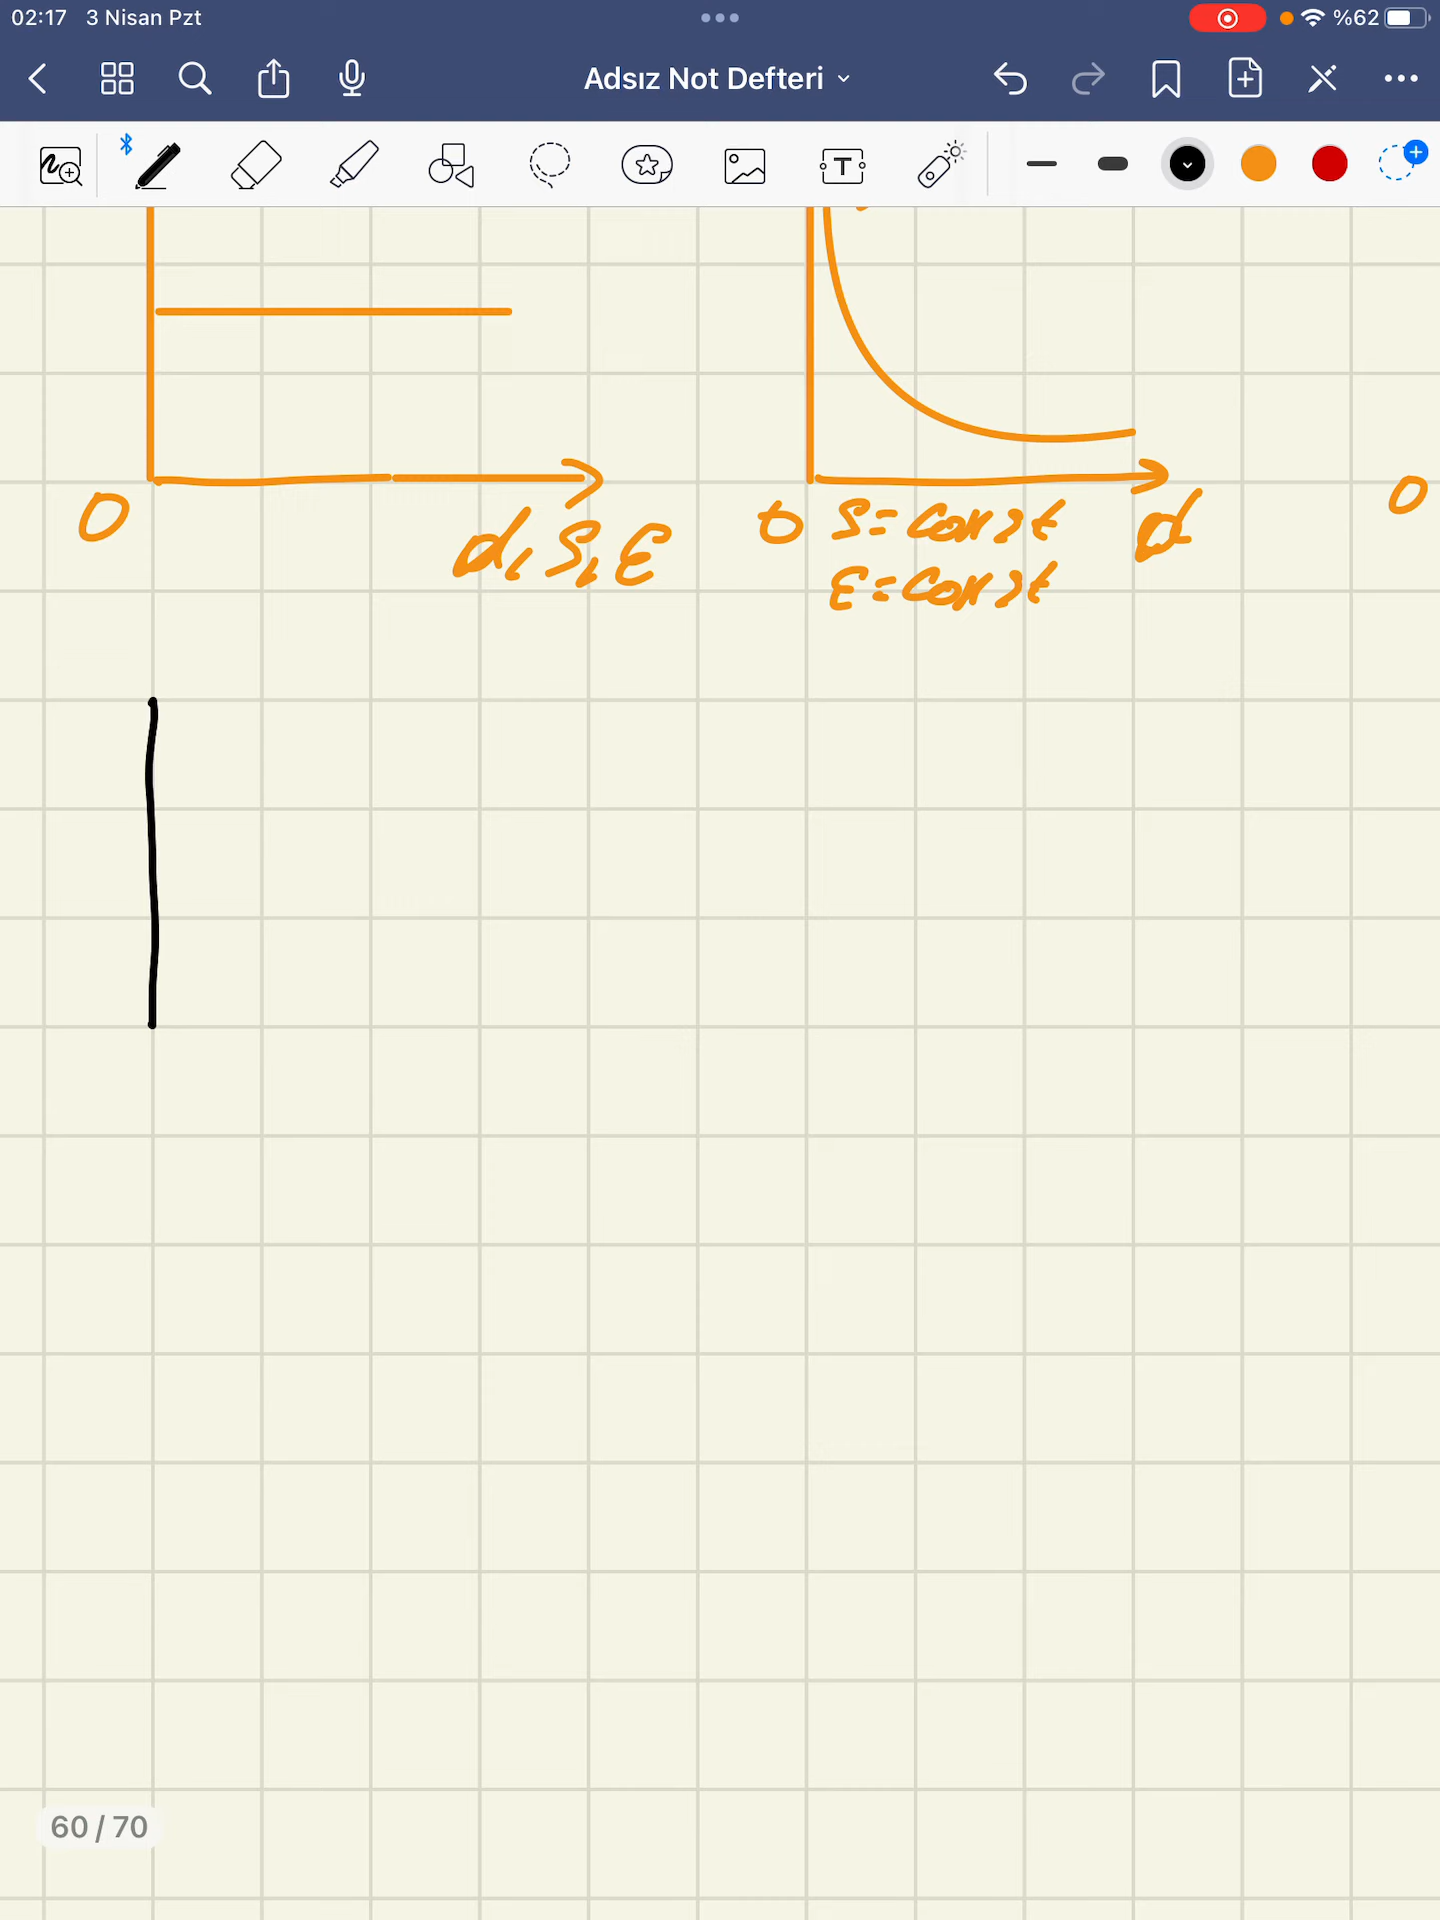 02:17 3 Nisan Pzt %62
Adsız Not Defteri
T
0
d, S, ε
0 S = const d
ε = const
0
60 / 70